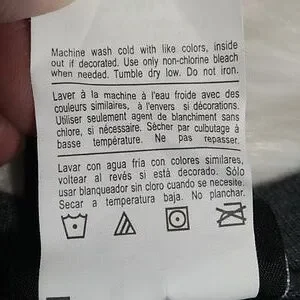 Machine wash cold with like colors, inside
out if decorated. Use only non-chlorine bleach
when needed. Tumble dry low. Do not iron.
Laver à la machine à l'eau froide avec des
couleurs similaires, à l'envers si décorations.
Utiliser seulement agent de blanchiment sans
chlore, si nécessaire. Sècher par culbutage à
basse température. Ne pas repasser.
Lavar con agua fria con colores similares,
voltear al revés si está decorado. Sólo
usar blanqueador sin cloro cuando se necesite.
Secar a temperatura baja. No planchar.